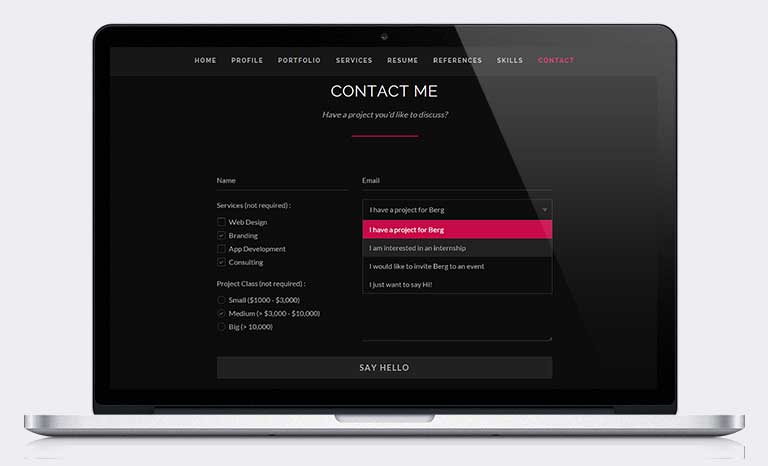 HOME PROFILE PORTFOLIO SERVICES RESUME REFERENCES SKILLS CONTACT
CONTACT ME
Have a project you'd like to discuss?
Name Email
Services (not required) :
Web Design
Branding
App Development
Consulting
Project Class (not required) :
Small ($1000 - $3,000)
Medium (> $3,000 - $10,000)
Big (> 10,000)
I have a project for Berg
I have a project for Berg
I am interested in an internship
I would like to invite Berg to an event
I just want to say Hi!
SAY HELLO